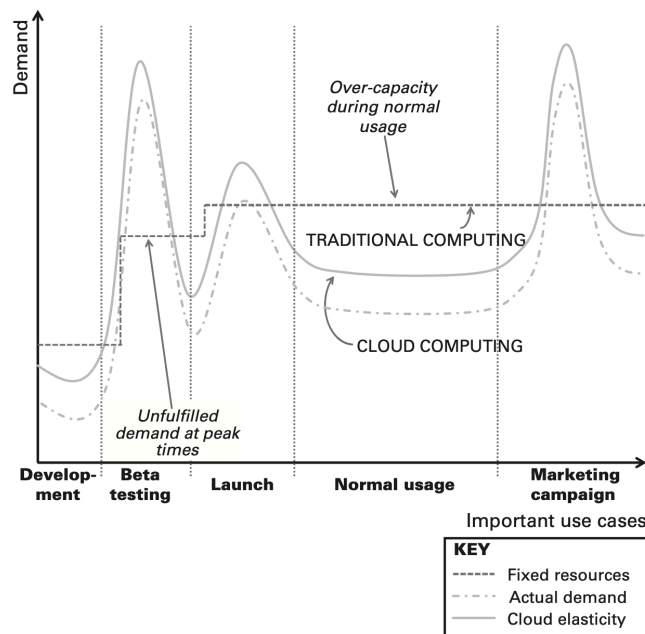 Demand
Over-capacity
during normal
usage
TRADITIONAL COMPUTING
CLOUD COMPUTING
Unfulfilled
demand at peak
times
Develop-
ment
Beta
testing
Launch
Normal usage
Marketing
campaign
Important use cases
KEY
Fixed resources
Actual demand
Cloud elasticity